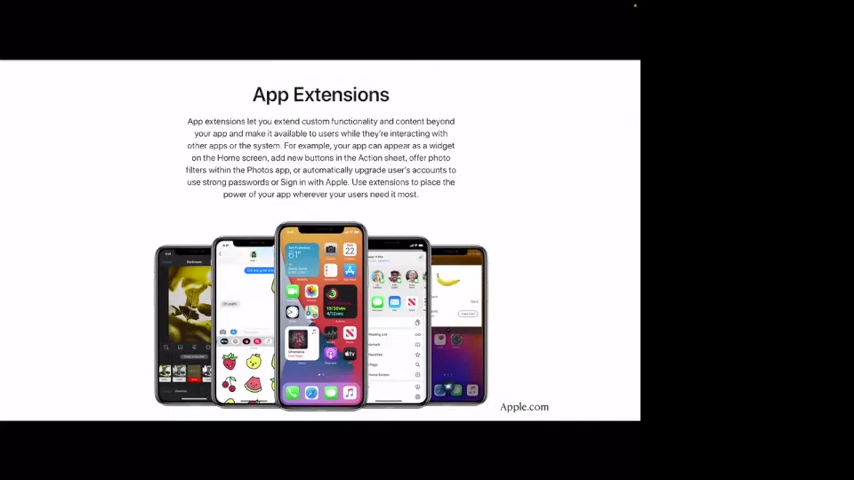 App Extensions
App extensions let you extend custom functionality and content beyond
your app and make it available to users while they're interacting with
other apps or the system. For example, your app can appear as a widget
on the Home screen, add new buttons in the Action sheet, offer photo
filters within the Photos app, or automatically upgrade user's accounts to
use strong passwords or Sign in with Apple. Use extensions to place the
power of your app wherever your users need it most.
61°
22
Apple.com